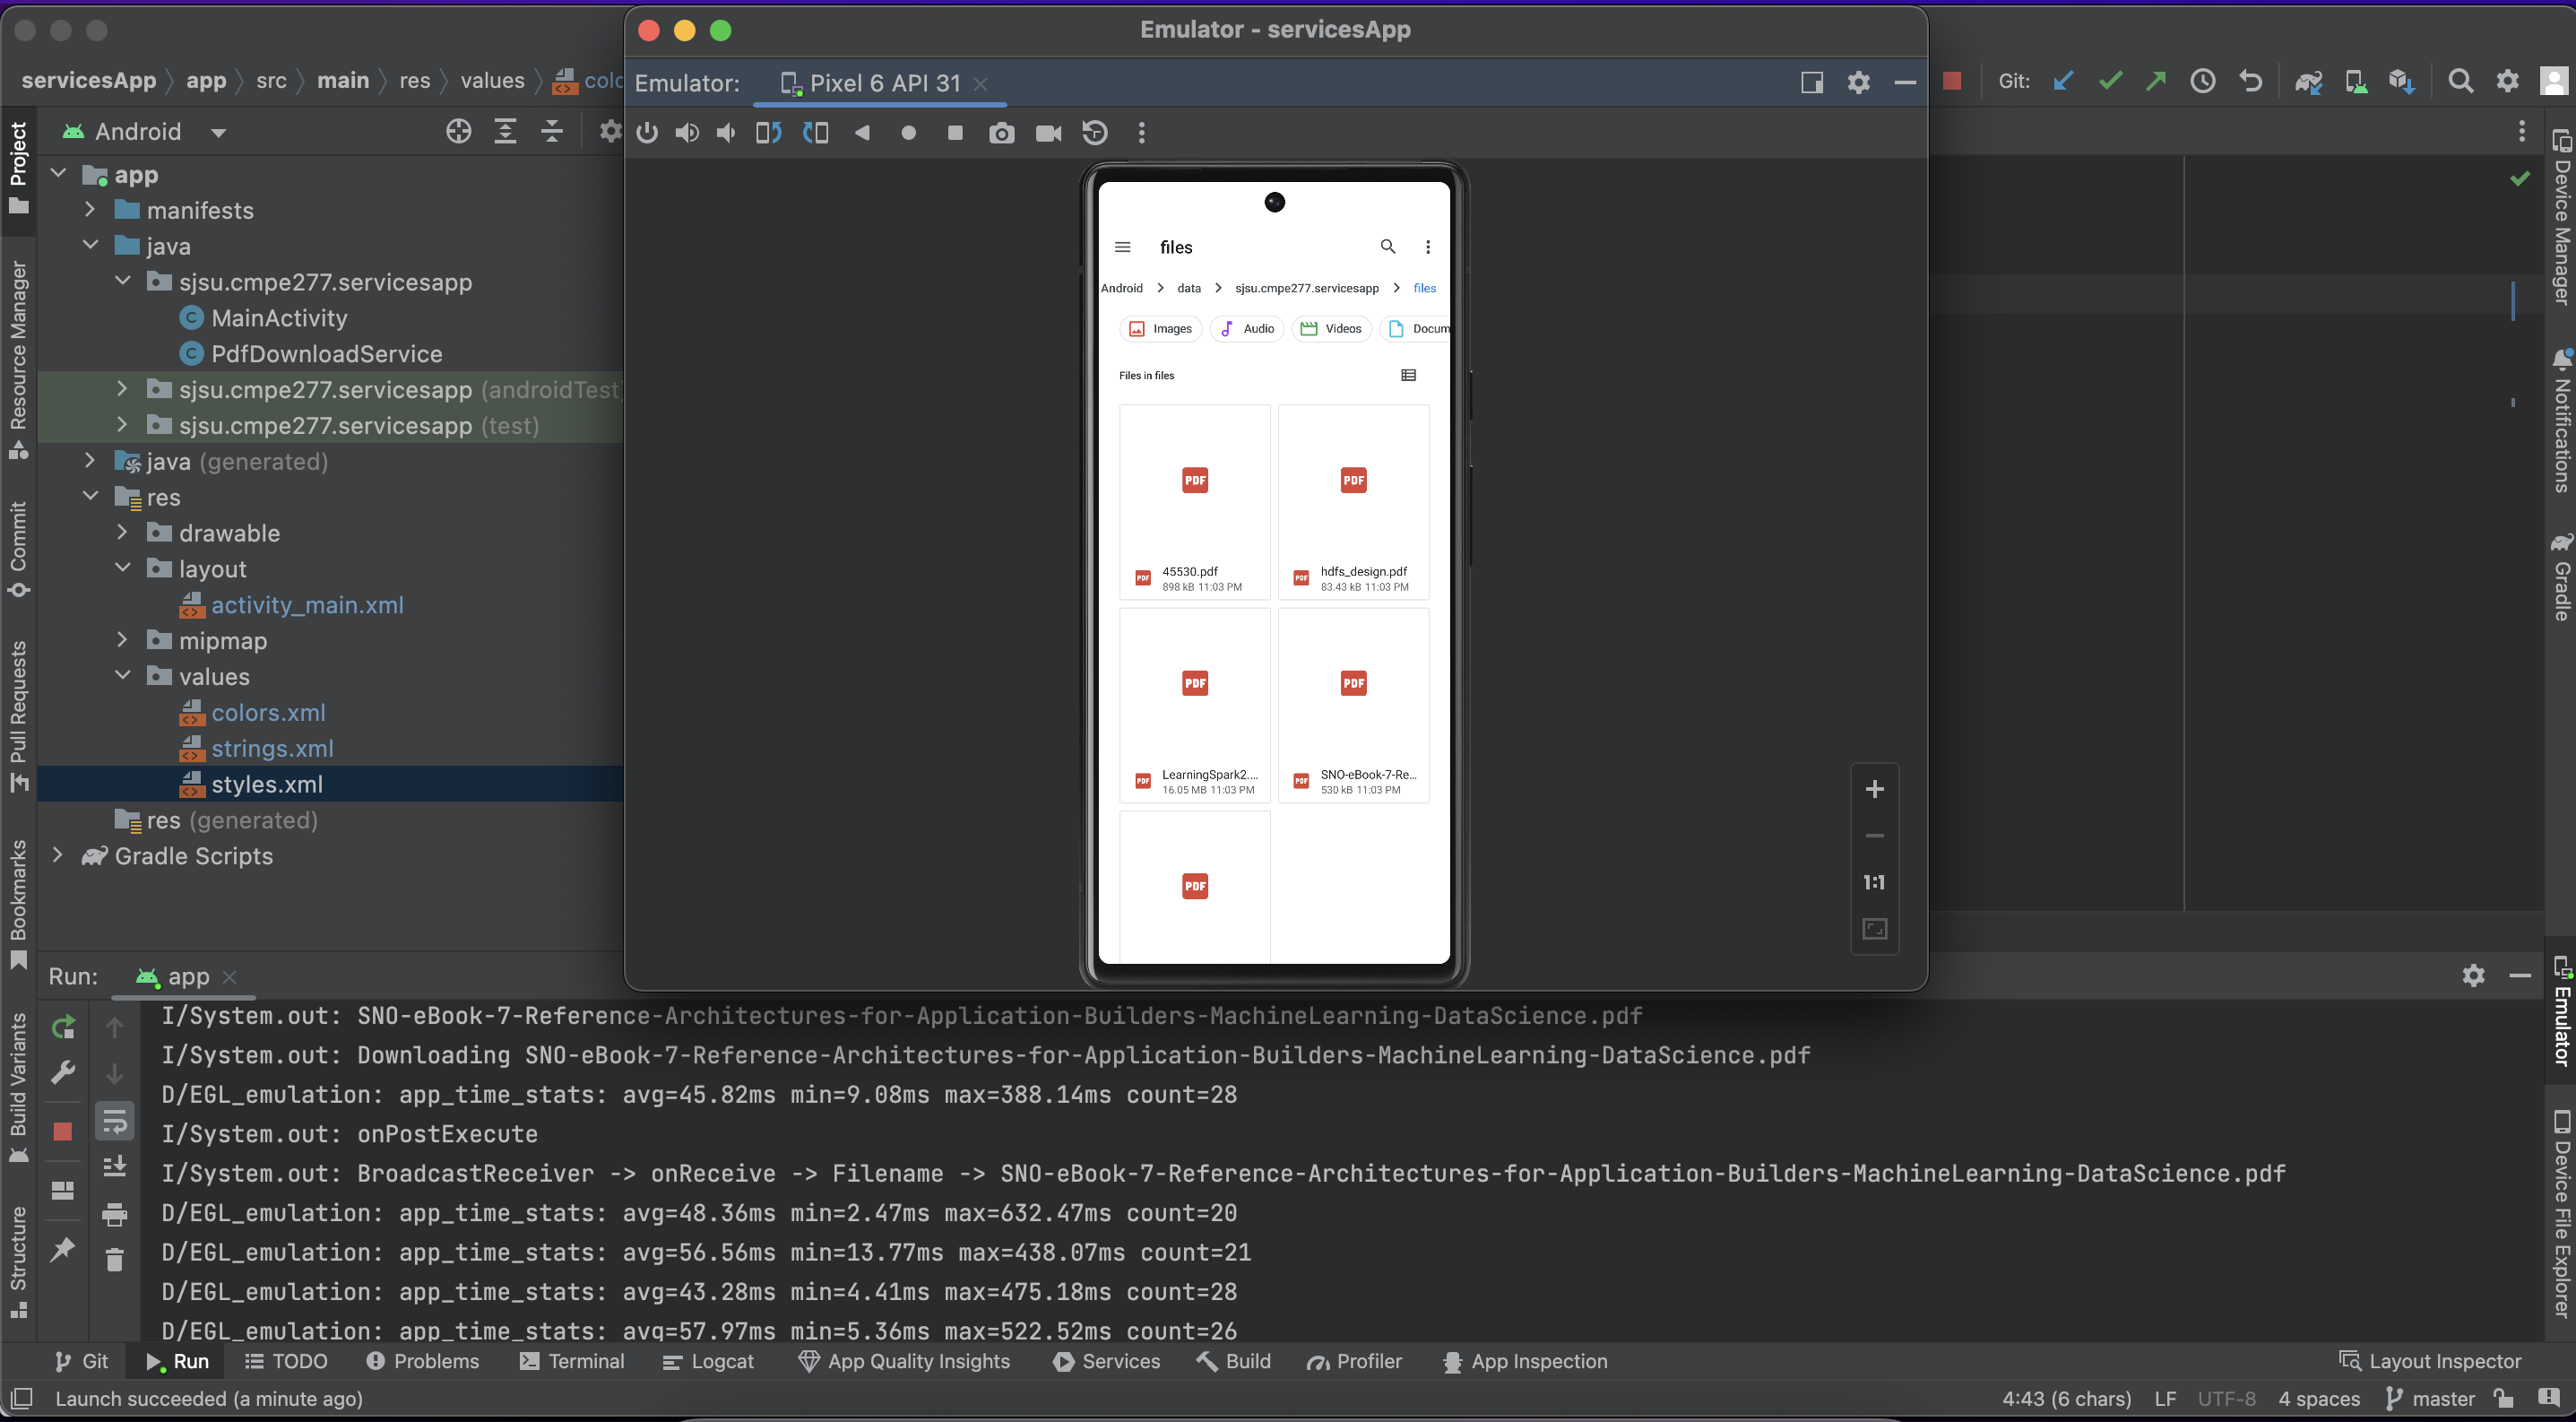 Emulator - servicesApp
servicesApp app src main res values colo
Emulator: Pixel 6 API 31
Git:
Android
Project
Resource Manager
Commit
Pull Requests
Bookmarks
Build Variants
Structure
app
manifests
java
sjsu.cmpe277.servicesapp
MainActivity
PdfDownloadService
sjsu.cmpe277.servicesapp (androidTest)
sjsu.cmpe277.servicesapp (test)
java (generated)
res
drawable
layout
activity_main.xml
mipmap
values
colors.xml
strings.xml
styles.xml
res (generated)
Gradle Scripts
files
Android > data > sjsu.cmpe277.servicesapp > files
Images Audio Videos Docum
Files in files
PDF PDF
PDF 45530.pdf
898 kB 11:03 PM
PDF hdfs_design.pdf
83.43 kB 11:03 PM
PDF PDF
PDF LearningSpark2....
16.05 MB 11:03 PM
PDF SNO-eBook-7-Re...
530 kB 11:03 PM
PDF
1:1
Device Manager
Notifications
Gradle
Emulator
Device File Explorer
Run: app
I/System.out: SNO-eBook-7-Reference-Architectures-for-Application-Builders-MachineLearning-DataScience.pdf
I/System.out: Downloading SNO-eBook-7-Reference-Architectures-for-Application-Builders-MachineLearning-DataScience.pdf
D/EGL_emulation: app_time_stats: avg=45.82ms min=9.08ms max=388.14ms count=28
I/System.out: onPostExecute
I/System.out: BroadcastReceiver -> onReceive -> Filename -> SNO-eBook-7-Reference-Architectures-for-Application-Builders-MachineLearning-DataScience.pdf
D/EGL_emulation: app_time_stats: avg=48.36ms min=2.47ms max=632.47ms count=20
D/EGL_emulation: app_time_stats: avg=56.56ms min=13.77ms max=438.07ms count=21
D/EGL_emulation: app_time_stats: avg=43.28ms min=4.41ms max=475.18ms count=28
D/EGL_emulation: app_time_stats: avg=57.97ms min=5.36ms max=522.52ms count=26
Git Run TODO Problems Terminal Logcat App Quality Insights Services Build Profiler App Inspection Layout Inspector
Launch succeeded (a minute ago) 4:43 (6 chars) LF UTF-8 4 spaces master